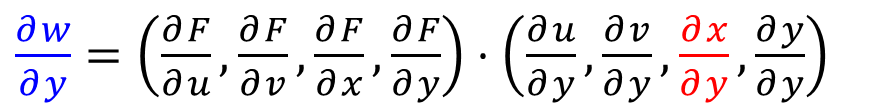 ∂w/∂y = (∂F/∂u, ∂F/∂v, ∂F/∂x, ∂F/∂y) · (∂u/∂y, ∂v/∂y, ∂x/∂y, ∂y/∂y)